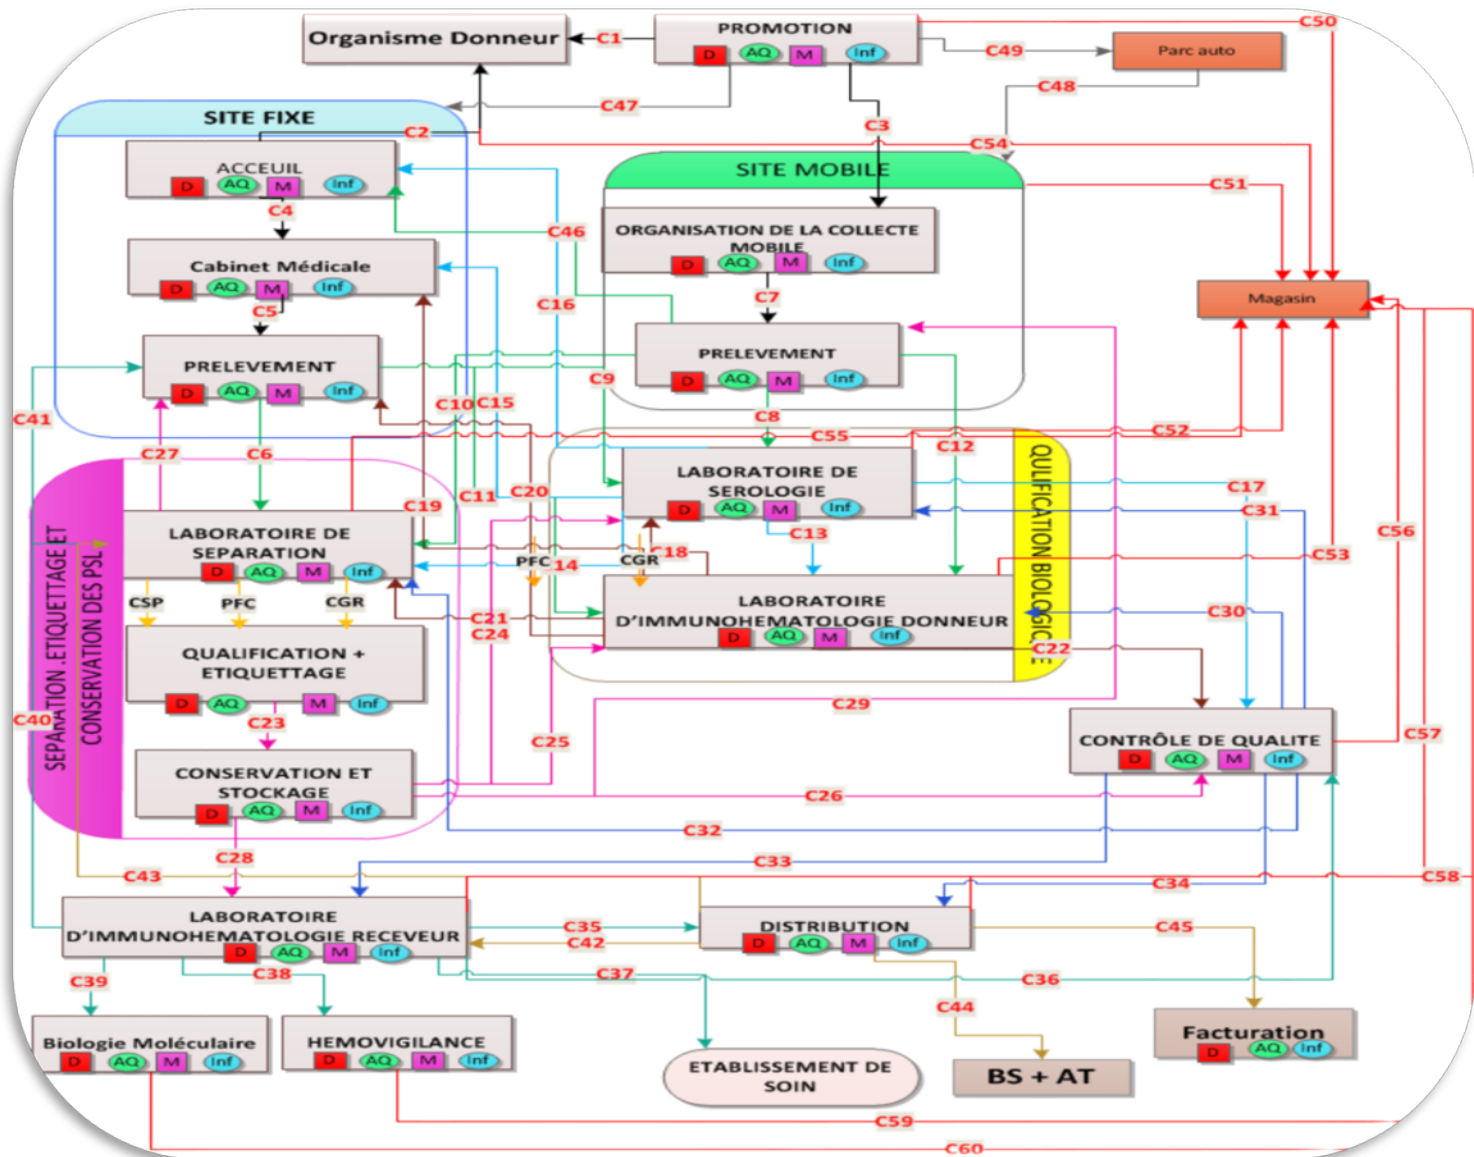 Organisme Donneur
C1
PROMOTION
D AQ M Inf
C50
C49
Parc auto
C48
C47
SITE FIXE
C2
C3
C54
ACCEUIL
D AQ M Inf
SITE MOBILE
C51
C4
C46
ORGANISATION DE LA COLLECTE
MOBILE
D AQ M Inf
Cabinet Médicale
D AQ M Inf
C5
C16
C7
Magasin
PRELEVEMENT
D AQ M Inf
PRELEVEMENT
D AQ M Inf
C9
C10
C15
C41
C8
C27
C6
C55
C52
C12
QULIFICATION BIOLOGIQUE
LABORATOIRE DE
SEROLOGIE
D AQ M Inf
C20
C11
C19
C17
C31
C56
LABORATOIRE DE
SEPARATION
D AQ M Inf
C13
C18
C53
PFC
C14
CGR
CSP
PFC
CGR
C21
C24
LABORATOIRE
D'IMMUNOHEMATOLOGIE DONNEUR
D AQ M Inf
C30
C22
SEPARATION .ETIQUETTAGE ET
CONSERVATION DES PSL
QUALIFICATION +
ETIQUETTAGE
D AQ M Inf
C23
C40
C29
C25
CONTRÔLE DE QUALITE
D AQ M Inf
C57
CONSERVATION ET
STOCKAGE
D AQ M Inf
C26
C32
C28
C33
C43
C34
C58
LABORATOIRE
D'IMMUNOHEMATOLOGIE RECEVEUR
D AQ M Inf
C35
C42
DISTRIBUTION
D AQ M Inf
C45
C39
C38
C37
C36
C44
Biologie Moléculaire
D AQ M Inf
HEMOVIGILANCE
D AQ M Inf
ETABLISSEMENT DE
SOIN
BS + AT
Facturation
D AQ Inf
C59
C60